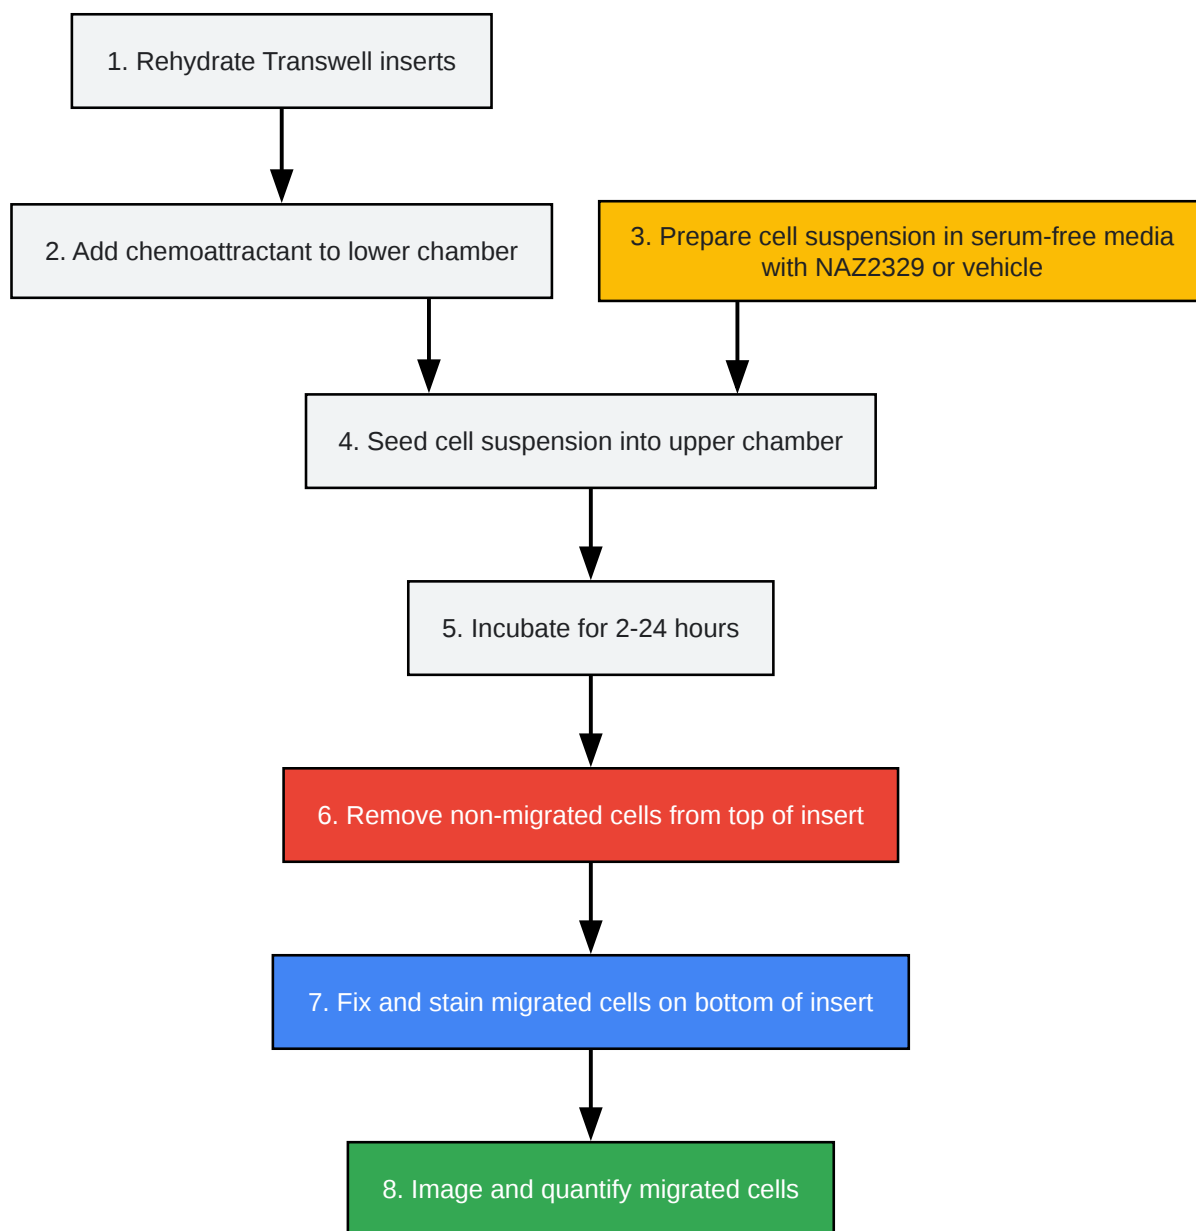 1. Rehydrate Transwell inserts
2. Add chemoattractant to lower chamber
3. Prepare cell suspension in serum-free media
with NAZ2329 or vehicle
4. Seed cell suspension into upper chamber
5. Incubate for 2-24 hours
6. Remove non-migrated cells from top of insert
7. Fix and stain migrated cells on bottom of insert
8. Image and quantify migrated cells